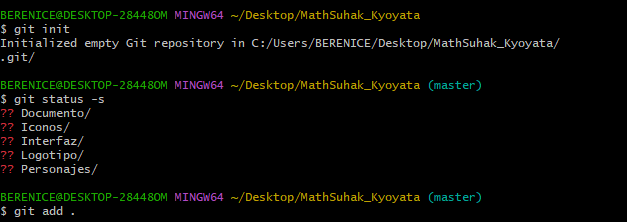 BERENICE@DESKTOP-28448OM MINGW64 ~/Desktop/MathSuhak_Kyoyata
$ git init
Initialized empty Git repository in C:/Users/BERENICE/Desktop/MathSuhak_Kyoyata/
.git/
BERENICE@DESKTOP-28448OM MINGW64 ~/Desktop/MathSuhak_Kyoyata (master)
$ git status -s
?? Documento/
?? Iconos/
?? Interfaz/
?? Logotipo/
?? Personajes/
BERENICE@DESKTOP-28448OM MINGW64 ~/Desktop/MathSuhak_Kyoyata (master)
$ git add .